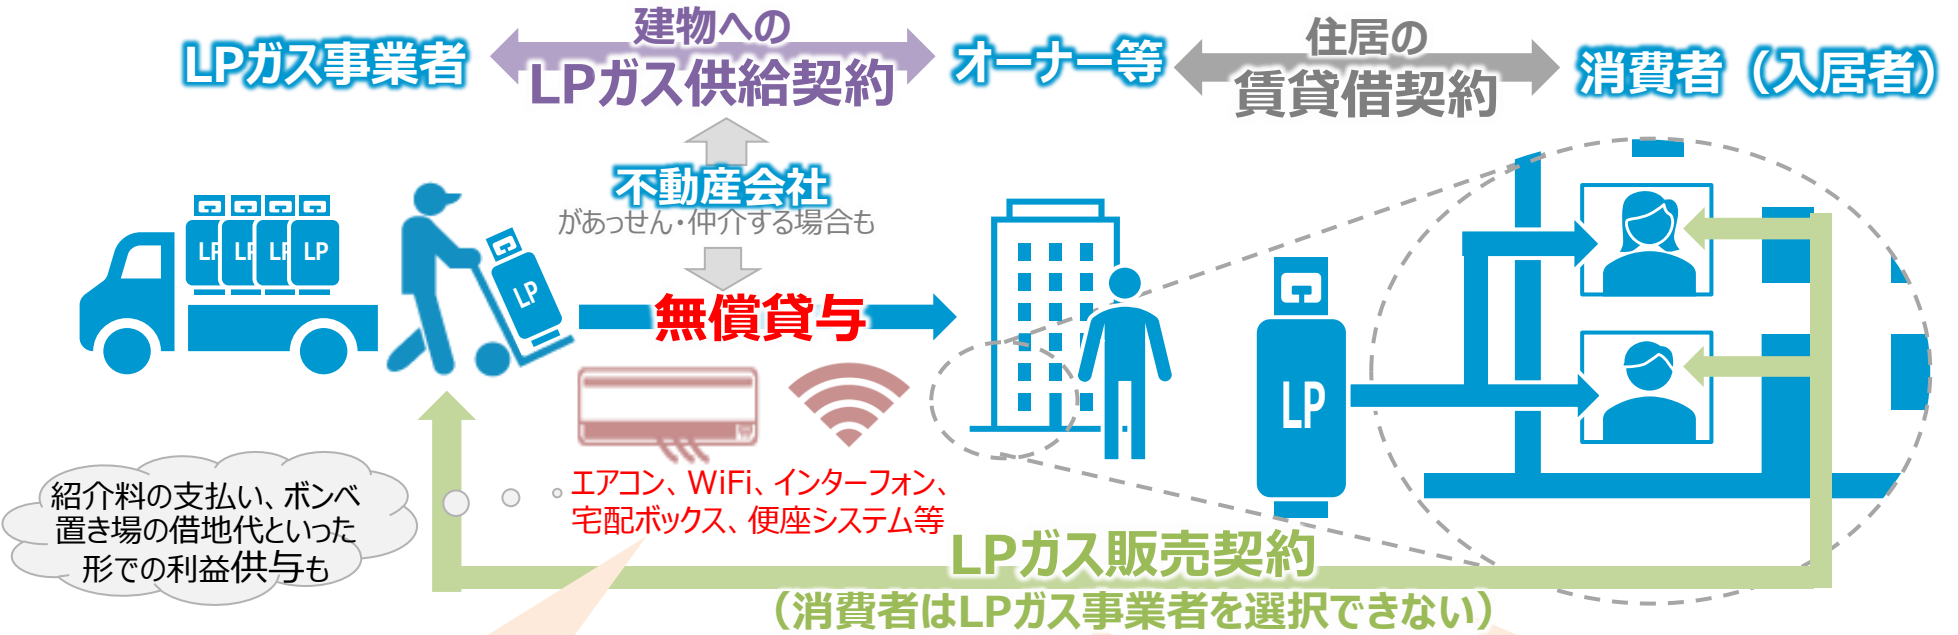 建物への
LPガス供給契約
LPガス事業者
オーナー等
住居の
賃貸借契約
消費者（入居者）
不動産会社
があっせん・仲介する場合も
LP
LP
LP
LP
LP
無償貸与
LP
エアコン、WiFi、インターフォン、
宅配ボックス、便座システム等
紹介料の支払い、ボンベ
置き場の借地代といった
形での利益供与も
LPガス販売契約
（消費者はLPガス事業者を選択できない）